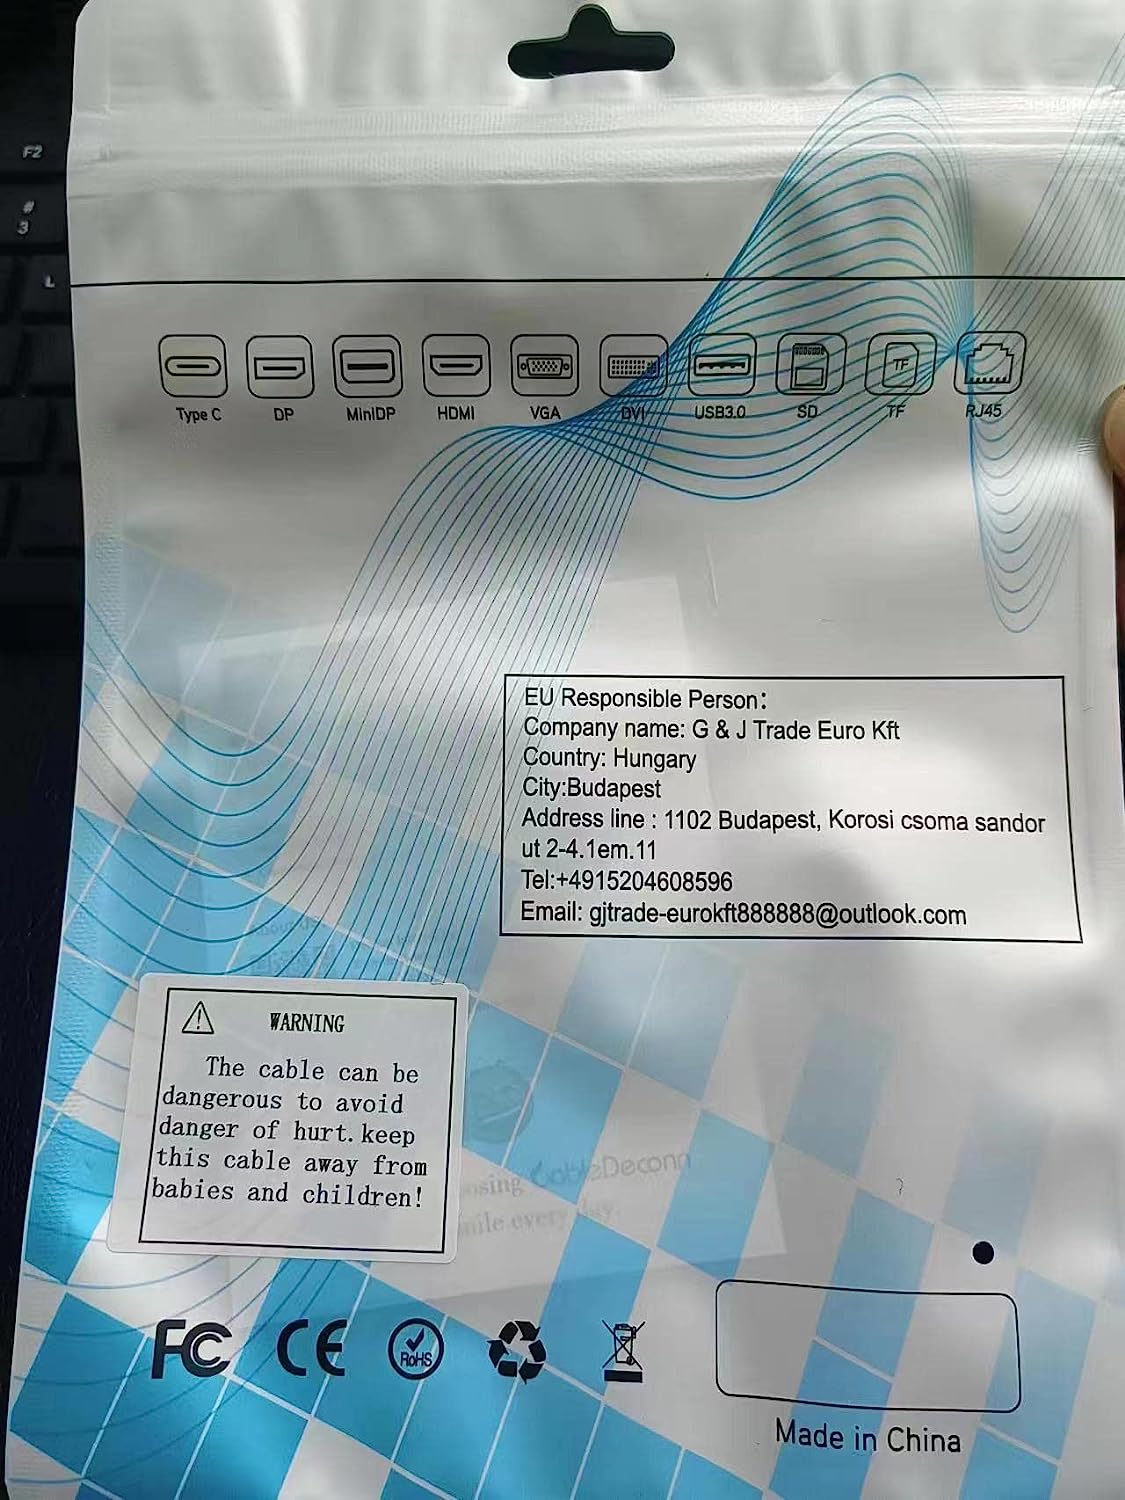 F2
#
3
L
TF
Type C DP MiniDP HDMI VGA DVI USB3.0 SD TF RJ45
EU Responsible Person:
Company name: G & J Trade Euro Kft
Country: Hungary
City:Budapest
Address line : 1102 Budapest, Korosi csoma sandor
ut 2-4.1em.11
Tel:+4915204608596
Email: gjtrade-eurokft888888@outlook.com
WARNING
The cable can be
dangerous to avoid
danger of hurt.keep
this cable away from
babies and children!
CableDeconn
every day.
FC CE RoHS
Made in China